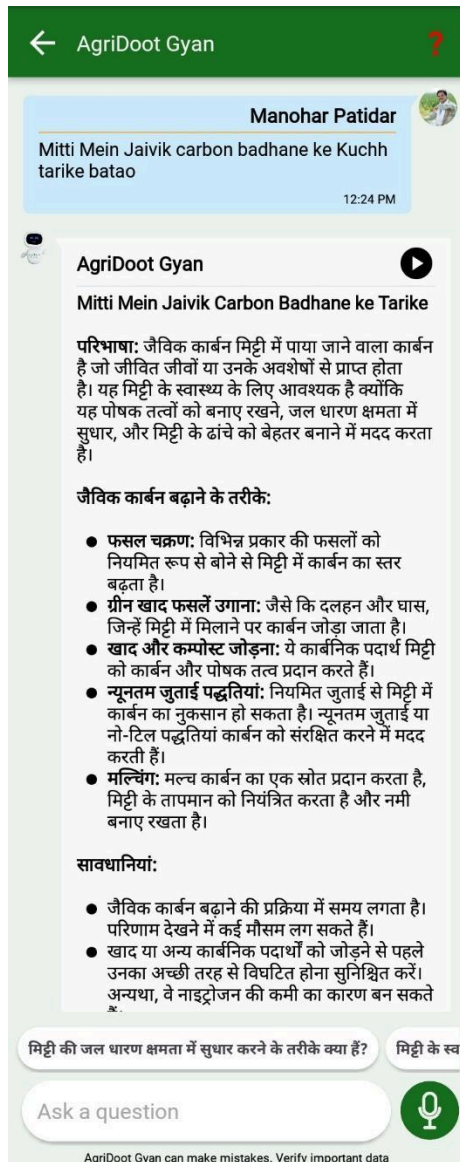 AgriDoot Gyan
?
Manohar Patidar
Mitti Mein Jaivik carbon badhane ke Kuchh
tarike batao
12:24 PM
AgriDoot Gyan
Mitti Mein Jaivik Carbon Badhane ke Tarike
परिभाषा: जैविक कार्बन मिट्टी में पाया जाने वाला कार्बन
है जो जीवित जीवों या उनके अवशेषों से प्राप्त होता
है। यह मिट्टी के स्वास्थ्य के लिए आवश्यक है क्योंकि
यह पोषक तत्वों को बनाए रखने, जल धारण क्षमता में
सुधार, और मिट्टी के ढांचे को बेहतर बनाने में मदद करता
है।
जैविक कार्बन बढ़ाने के तरीके:
● फसल चक्रण: विभिन्न प्रकार की फसलों को
नियमित रूप से बोने से मिट्टी में कार्बन का स्तर
बढ़ता है।
● ग्रीन खाद फसलें उगाना: जैसे कि दलहन और घास,
जिन्हें मिट्टी में मिलाने पर कार्बन जोड़ा जाता है।
● खाद और कम्पोस्ट जोड़ना: ये कार्बनिक पदार्थ मिट्टी
को कार्बन और पोषक तत्व प्रदान करते हैं।
● न्यूनतम जुताई पद्धतियां: नियमित जुताई से मिट्टी में
कार्बन का नुकसान हो सकता है। न्यूनतम जुताई या
नो-टिल पद्धतियां कार्बन को संरक्षित करने में मदद
करती हैं।
● मल्चिंग: मल्च कार्बन का एक स्रोत प्रदान करता है,
मिट्टी के तापमान को नियंत्रित करता है और नमी
बनाए रखता है।
सावधानियां:
● जैविक कार्बन बढ़ाने की प्रक्रिया में समय लगता है।
परिणाम देखने में कई मौसम लग सकते हैं।
● खाद या अन्य कार्बनिक पदार्थों को जोड़ने से पहले
उनका अच्छी तरह से विघटित होना सुनिश्चित करें।
अन्यथा, वे नाइट्रोजन की कमी का कारण बन सकते
मिट्टी की जल धारण क्षमता में सुधार करने के तरीके क्या हैं?
मिट्टी के स्व
Ask a question
AgriDoot Gyan can make mistakes. Verify important data